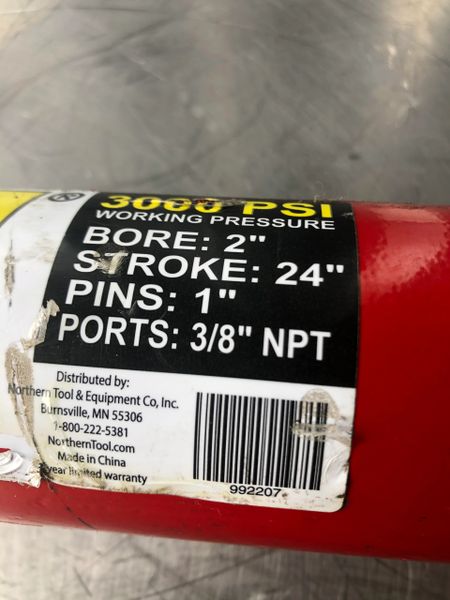 3000 PSI
WORKING PRESSURE
BORE: 2"
STROKE: 24"
PINS: 1"
PORTS: 3/8" NPT
Distributed by:
Northern Tool & Equipment Co, Inc.
Burnsville, MN 55306
1-800-222-5381
NorthernTool.com
Made in China
year limited warranty
992207